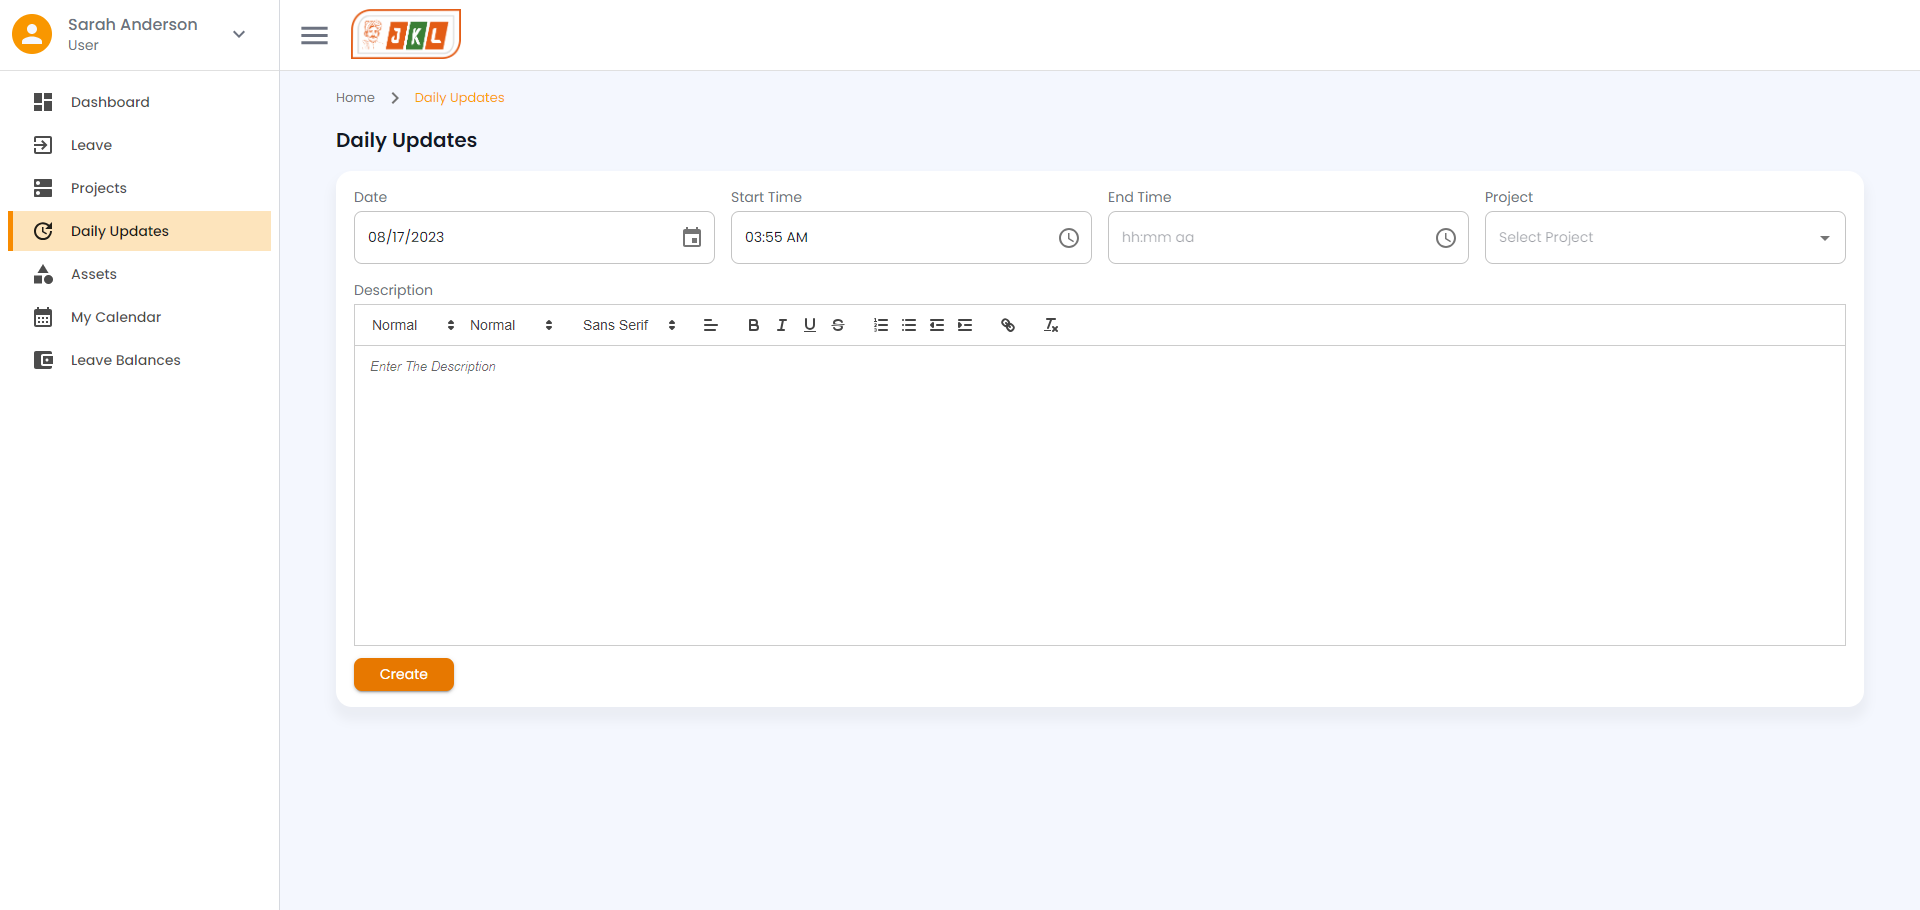 Sarah Anderson
User
JKL
Dashboard
Leave
Projects
Daily Updates
Assets
My Calendar
Leave Balances
Home
Daily Updates
Daily Updates
Date
Start Time
End Time
Project
08/17/2023
03:55 AM
hh:mm aa
Select Project
Description
Normal
Normal
Sans Serif
Enter The Description
Create